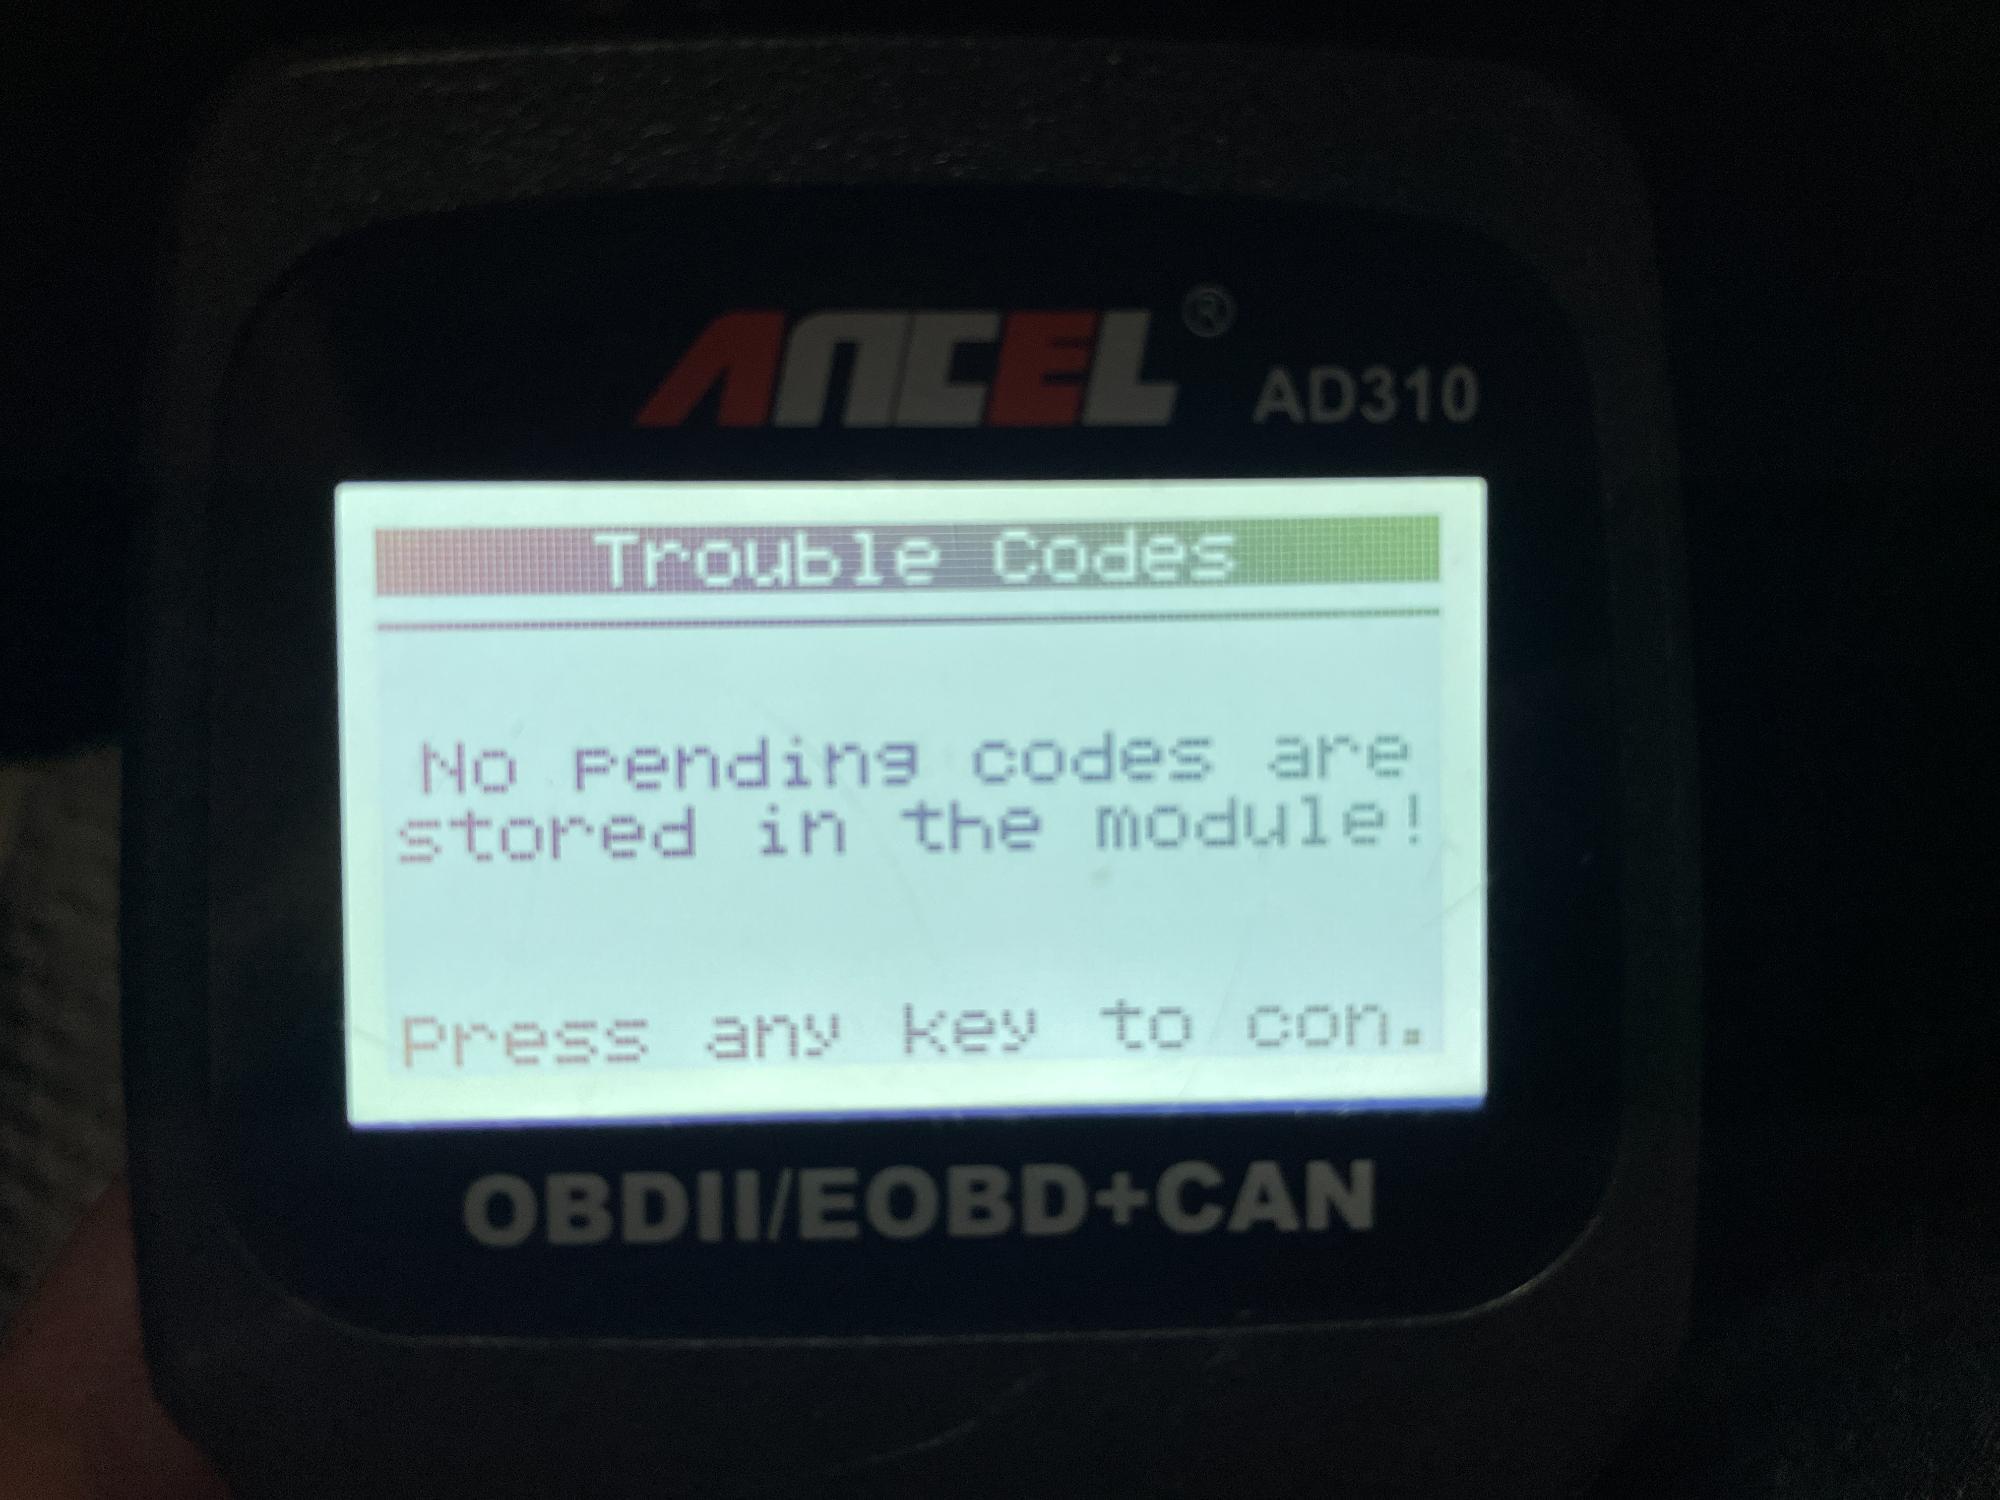 ANCEL® AD310
Trouble Codes
No pending codes are
stored in the module!
Press any key to con.
OBDII/EOBD+CAN